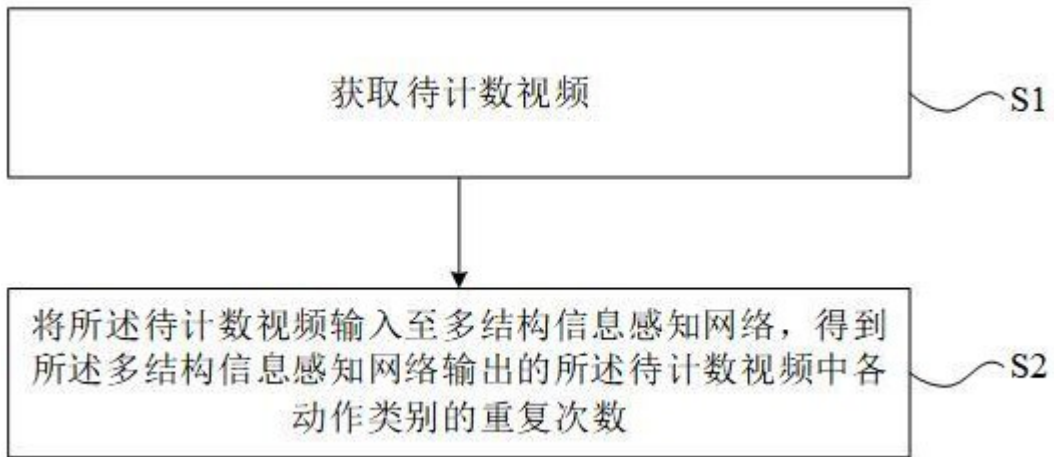 获取待计数视频
S1
将所述待计数视频输入至多结构信息感知网络，得到
所述多结构信息感知网络输出的所述待计数视频中各
动作类别的重复次数
S2